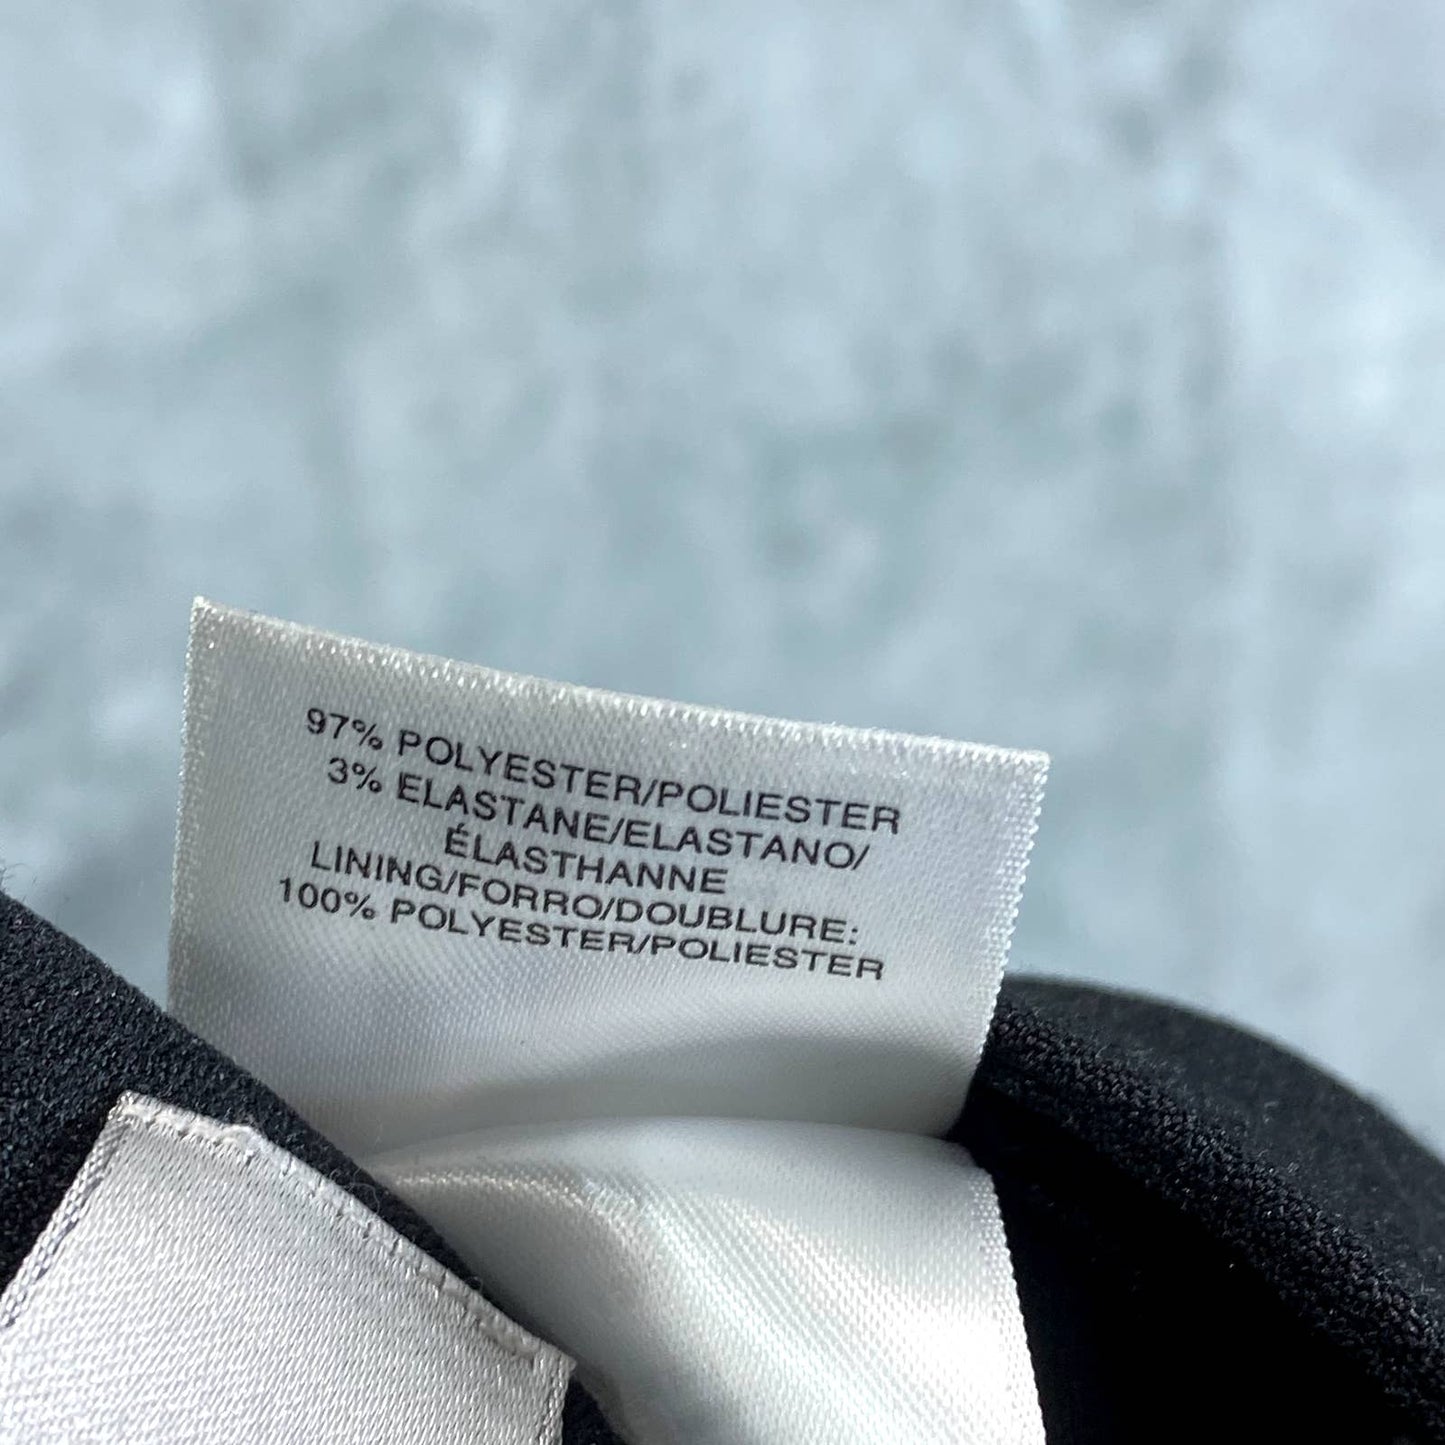 97% POLYESTER/POLIESTER
3% ELASTANE/ELASTANO/
ÉLASTHANNE
LINING/FORRO/DOUBLURE:
100% POLYESTER/POLIESTER